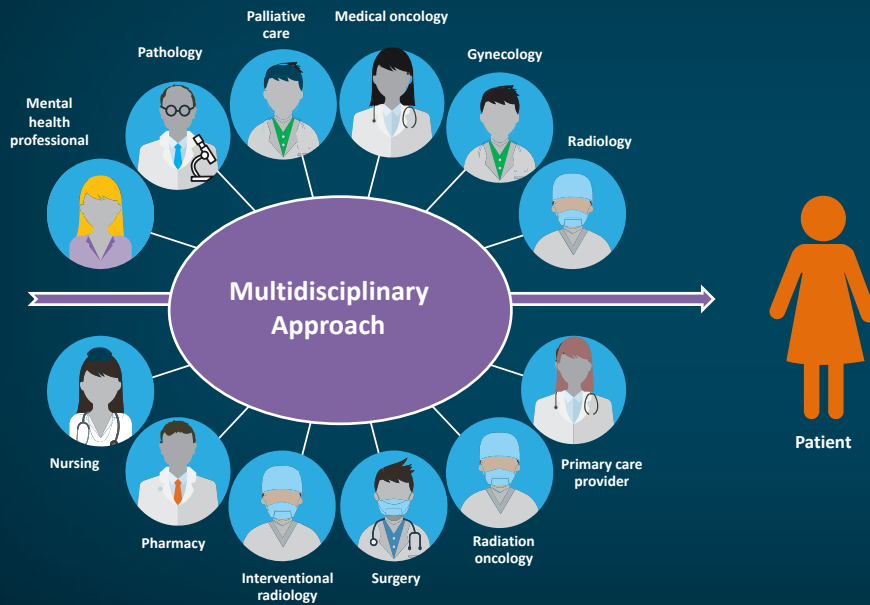 Palliative
care
Medical oncology
Pathology
Gynecology
Mental
health
professional
Radiology
Multidisciplinary
Approach
Nursing
Pharmacy
Interventional
radiology
Surgery
Radiation
oncology
Primary care
provider
Patient